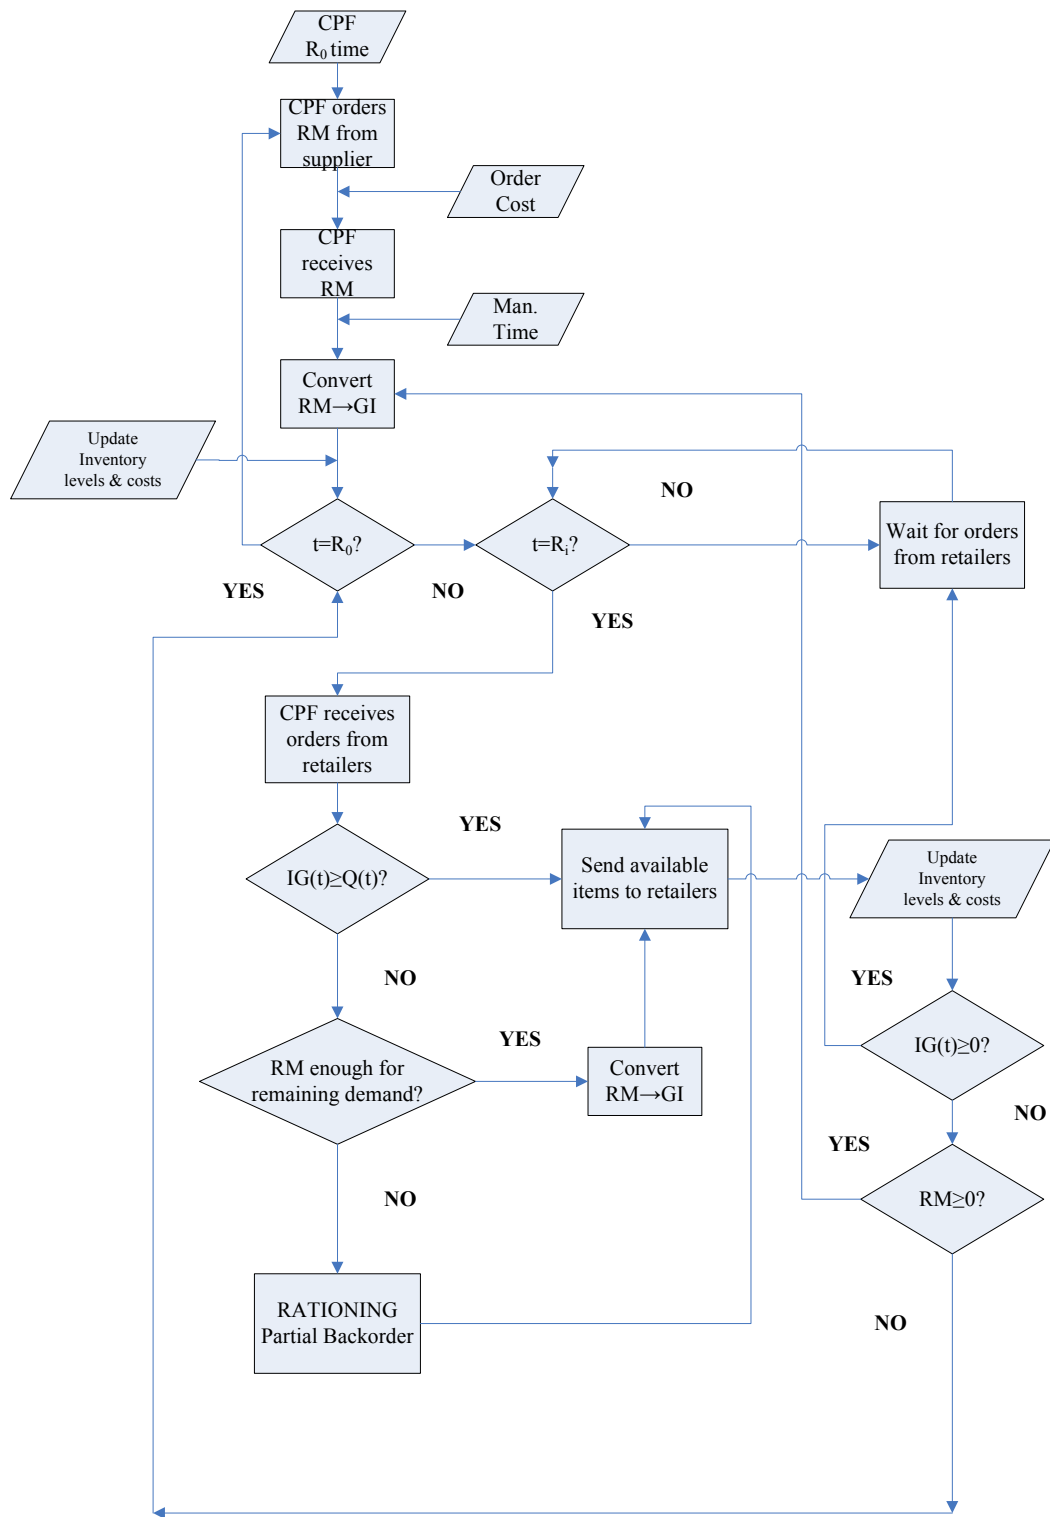 CPF
R₀ time
CPF orders
RM from
supplier
Order
Cost
CPF
receives
RM
Man.
Time
Convert
RM→GI
Update
Inventory
levels & costs
NO
t=R₀?
t=Rᵢ?
Wait for orders
from retailers
YES
NO
YES
CPF receives
orders from
retailers
YES
IG(t)≥Q(t)?
Send available
items to retailers
Update
Inventory
levels & costs
NO
YES
YES
IG(t)≥0?
RM enough for
remaining demand?
Convert
RM→GI
NO
YES
NO
RM≥0?
RATIONING
Partial Backorder
NO